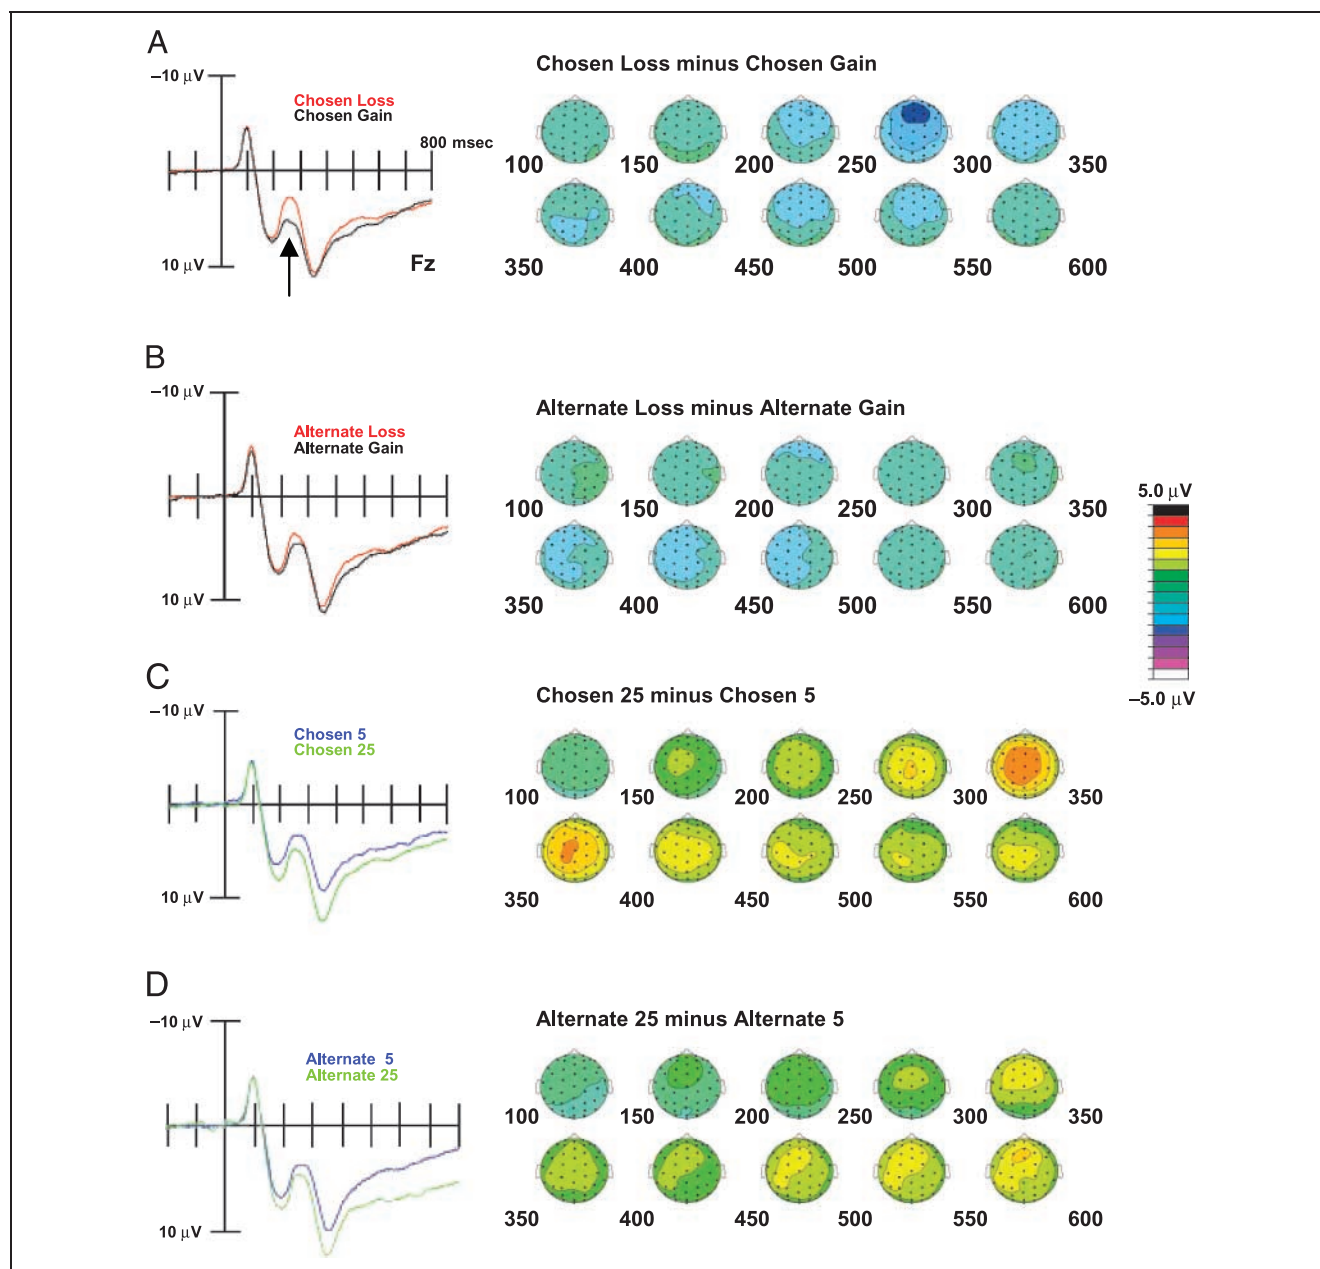 A
−10 µV
Chosen Loss
Chosen Gain
800 msec
10 µV
Fz
Chosen Loss minus Chosen Gain
100 150 200 250 300 350
350 400 450 500 550 600
B
−10 µV
Alternate Loss
Alternate Gain
10 µV
Alternate Loss minus Alternate Gain
100 150 200 250 300 350
350 400 450 500 550 600
5.0 µV
−5.0 µV
C
−10 µV
Chosen 5
Chosen 25
10 µV
Chosen 25 minus Chosen 5
100 150 200 250 300 350
350 400 450 500 550 600
D
−10 µV
Alternate 5
Alternate 25
10 µV
Alternate 25 minus Alternate 5
100 150 200 250 300 350
350 400 450 500 550 600